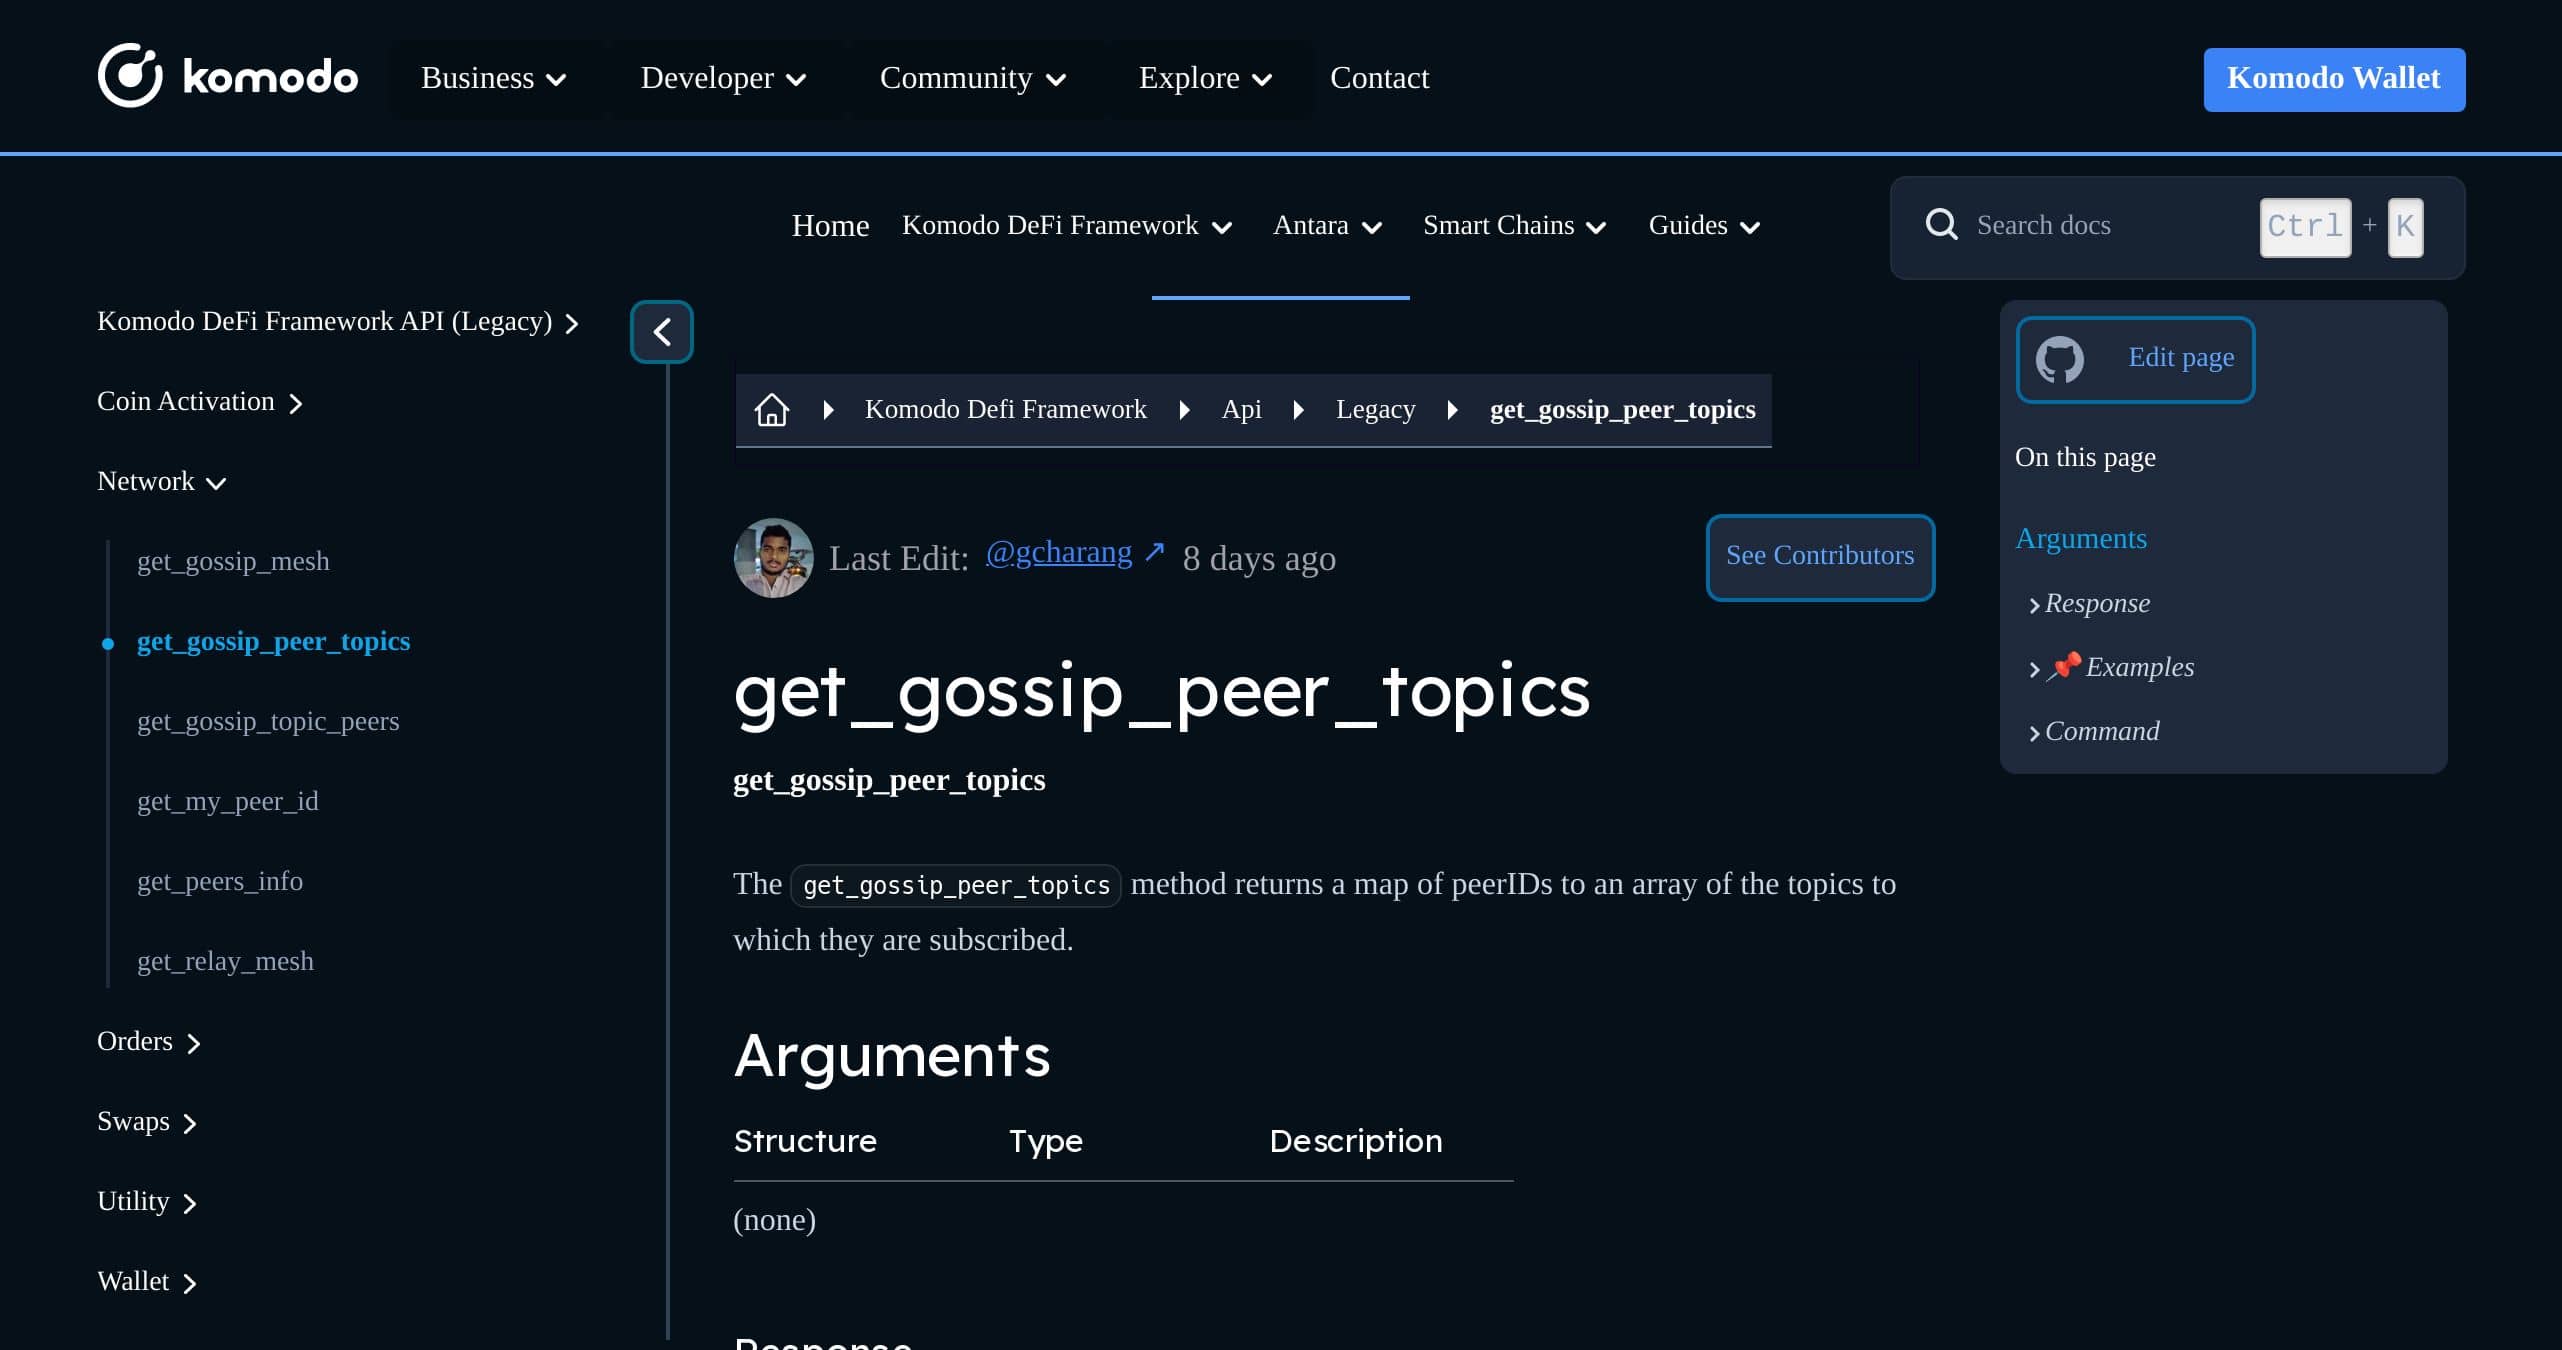 komodo
Business
Developer
Community
Explore
Contact
Komodo Wallet
Home
Komodo DeFi Framework
Antara
Smart Chains
Guides
Search docs
Ctrl + K
Komodo DeFi Framework API (Legacy)
Coin Activation
Network
get_gossip_mesh
get_gossip_peer_topics
get_gossip_topic_peers
get_my_peer_id
get_peers_info
get_relay_mesh
Orders
Swaps
Utility
Wallet
Komodo Defi Framework
Api
Legacy
get_gossip_peer_topics
Last Edit: @gcharang ↗ 8 days ago
See Contributors
get_gossip_peer_topics
get_gossip_peer_topics
The get_gossip_peer_topics method returns a map of peerIDs to an array of the topics to
which they are subscribed.
Arguments
Structure Type Description
(none)
Response
Edit page
On this page
Arguments
Response
📌 Examples
Command